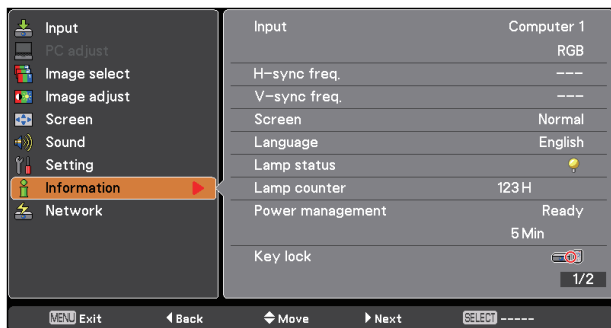 Input
PC adjust
Image select
Image adjust
Screen
Sound
Setting
Information
Network
Input Computer 1
RGB
H-sync freq. ---
V-sync freq. ---
Screen Normal
Language English
Lamp status
Lamp counter 123 H
Power management Ready
5 Min
Key lock
1/2
MENU Exit Back Move Next SELECT -----